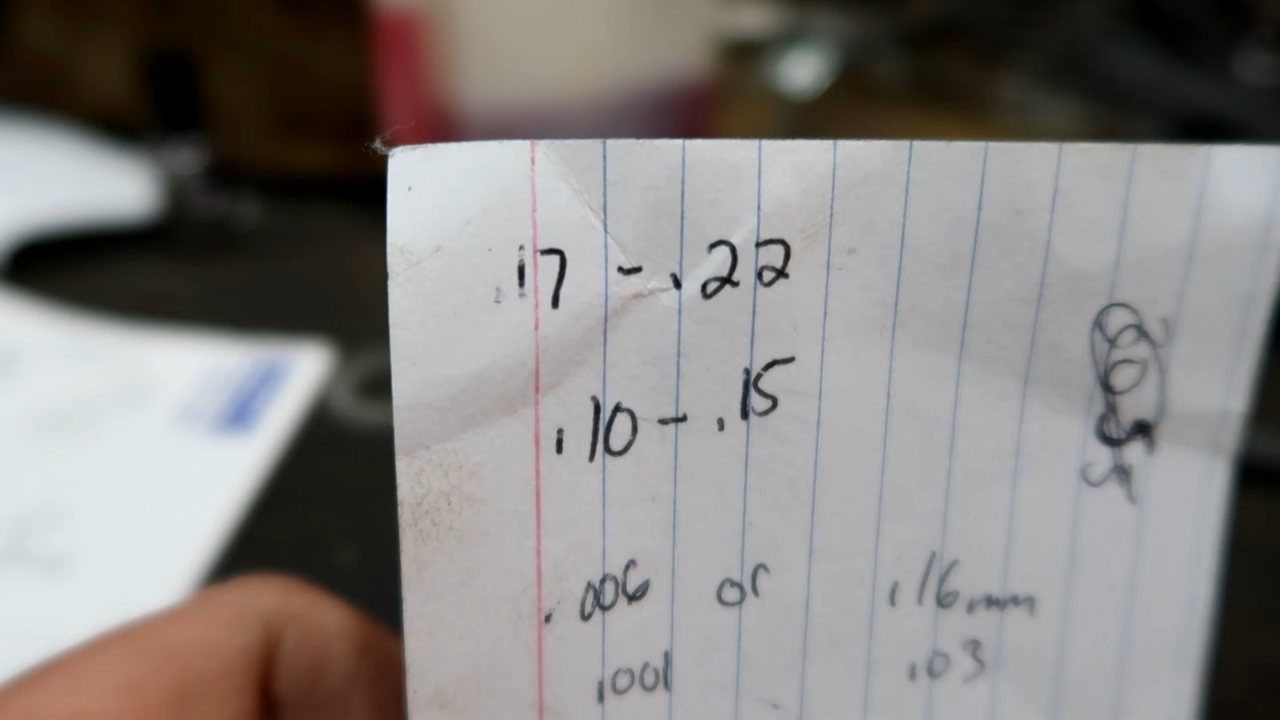 .17 - .22
.10 - .15
.006 or .16mm
.001 .03